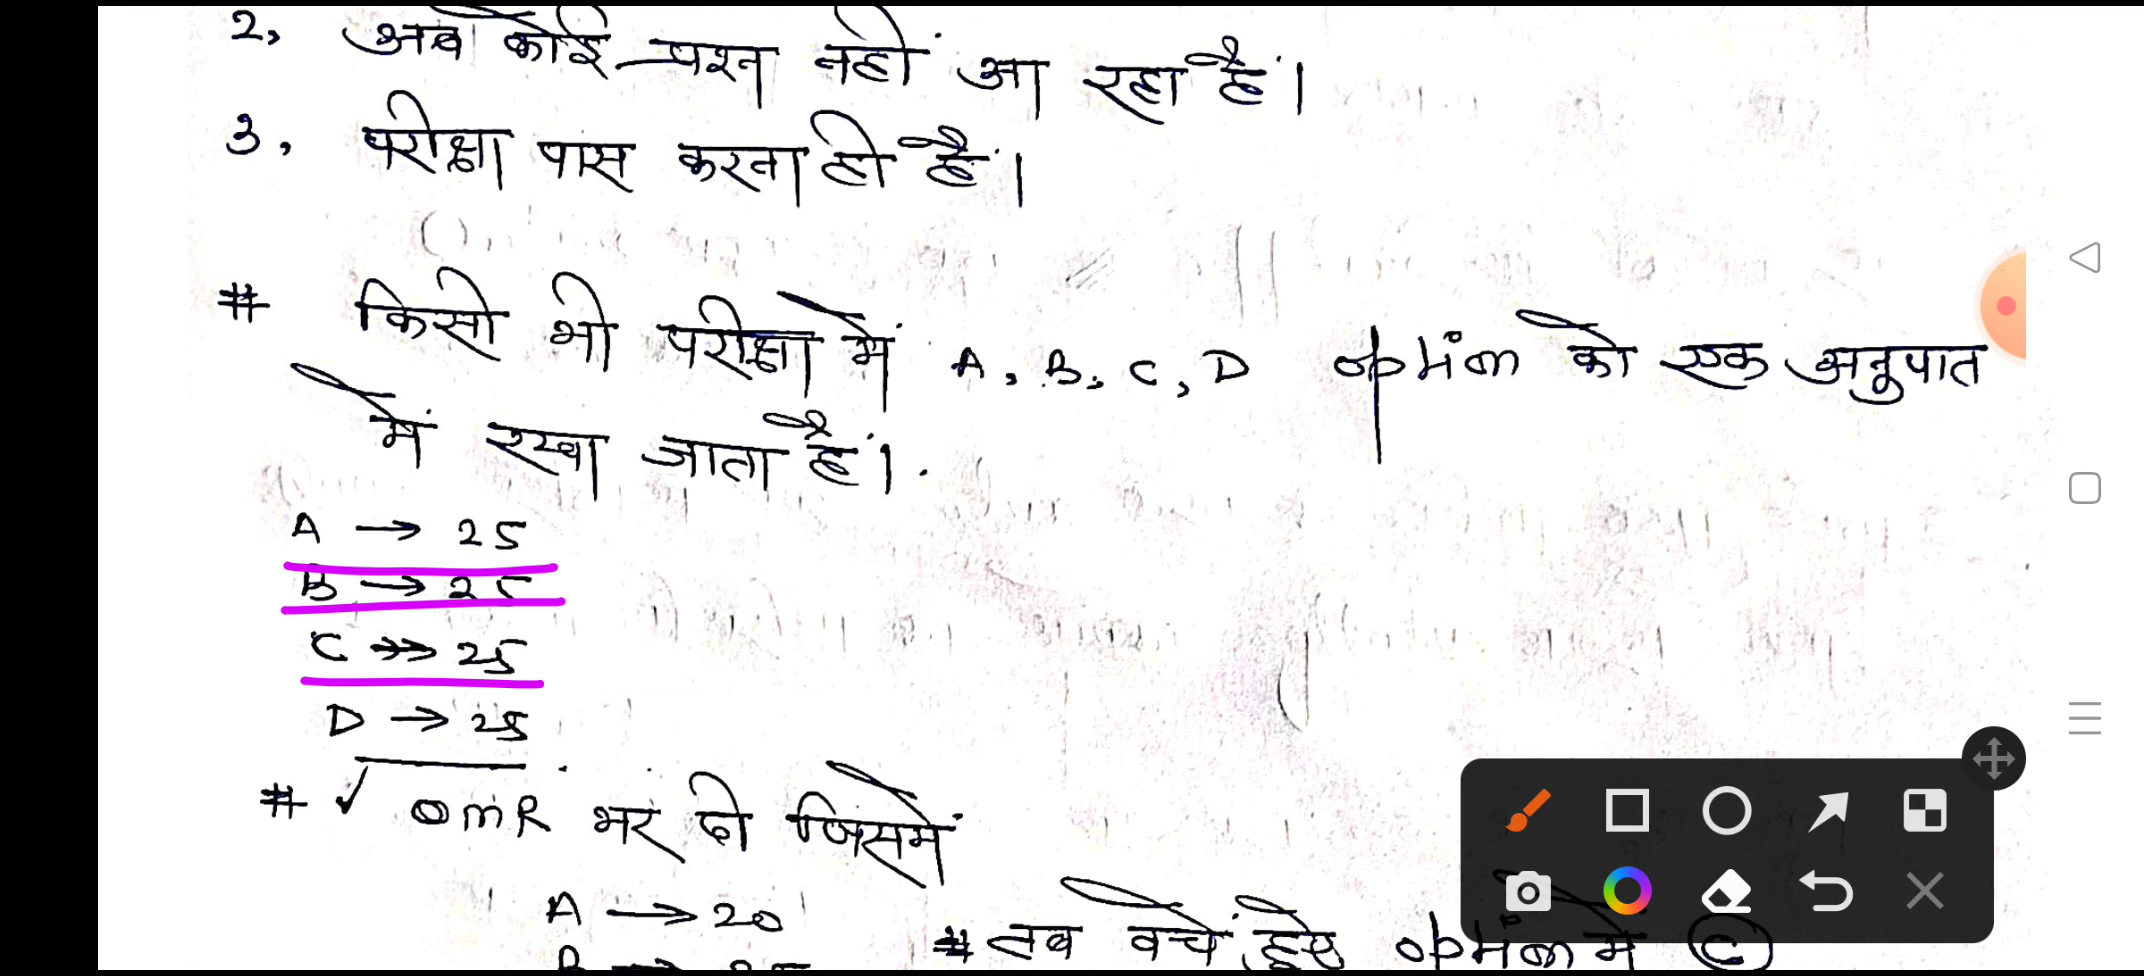 2, अब कोई प्रश्न नहीं आ रहा है।
3. परीक्षा पास करना ही है।
# किसी भी परीक्षा में A, B, C, D option को एक अनुपात
में रखा जाता है।
A → 25
B → 25
C → 25
D → 25
# ✓ OMR भर दो जिसमें
A → 20
B → 25
# तब बचे हुए option में C